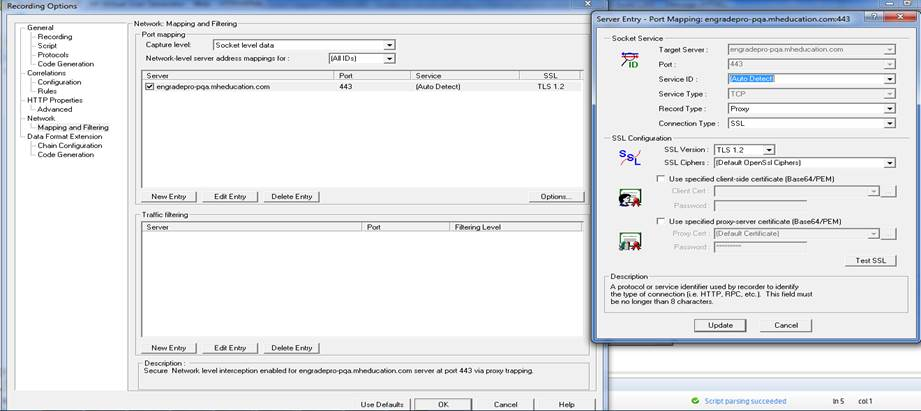 Recording Options
General
Recording
Script
Protocols
Code Generation
Correlations
Configuration
Rules
HTTP Properties
Advanced
Network
Mapping and Filtering
Data Format Extension
Chain Configuration
Code Generation
Network: Mapping and Filtering
Port mapping
Capture level: Socket level data
Network-level server address mappings for : (All IDs)
Server Port Service SSL
engradepro-pqa.mheducation.com 443 (Auto Detect) TLS 1.2
New Entry Edit Entry Delete Entry Options...
Traffic filtering
Server Port Filtering Level
New Entry Edit Entry Delete Entry
Description :
Secure Network level interception enabled for engradepro-pqa.mheducation.com server at port 443 via proxy trapping.
Use Defaults OK Cancel Help
Server Entry - Port Mapping: engradepro-pqa.mheducation.com:443
Socket Service
ID
Target Server : engradepro-pqa.mheducation.com
Port : 443
Service ID : (Auto Detect)
Service Type : TCP
Record Type : Proxy
Connection Type : SSL
SSL Configuration
SSL
SSL Version : TLS 1.2
SSL Ciphers : (Default OpenSsl Ciphers)
Use specified client-side certificate (Base64/PEM)
Client Cert : ...
Password :
Use specified proxy-server certificate (Base64/PEM)
Proxy Cert : (Default Certificate) ...
Password :
Test SSL
Description
A protocol or service identifier used by recorder to identify
the type of connection (i.e. HTTP, RPC, etc.). This field must
be no longer than 8 characters.
Update Cancel
Script parsing succeeded ln 5 col 1